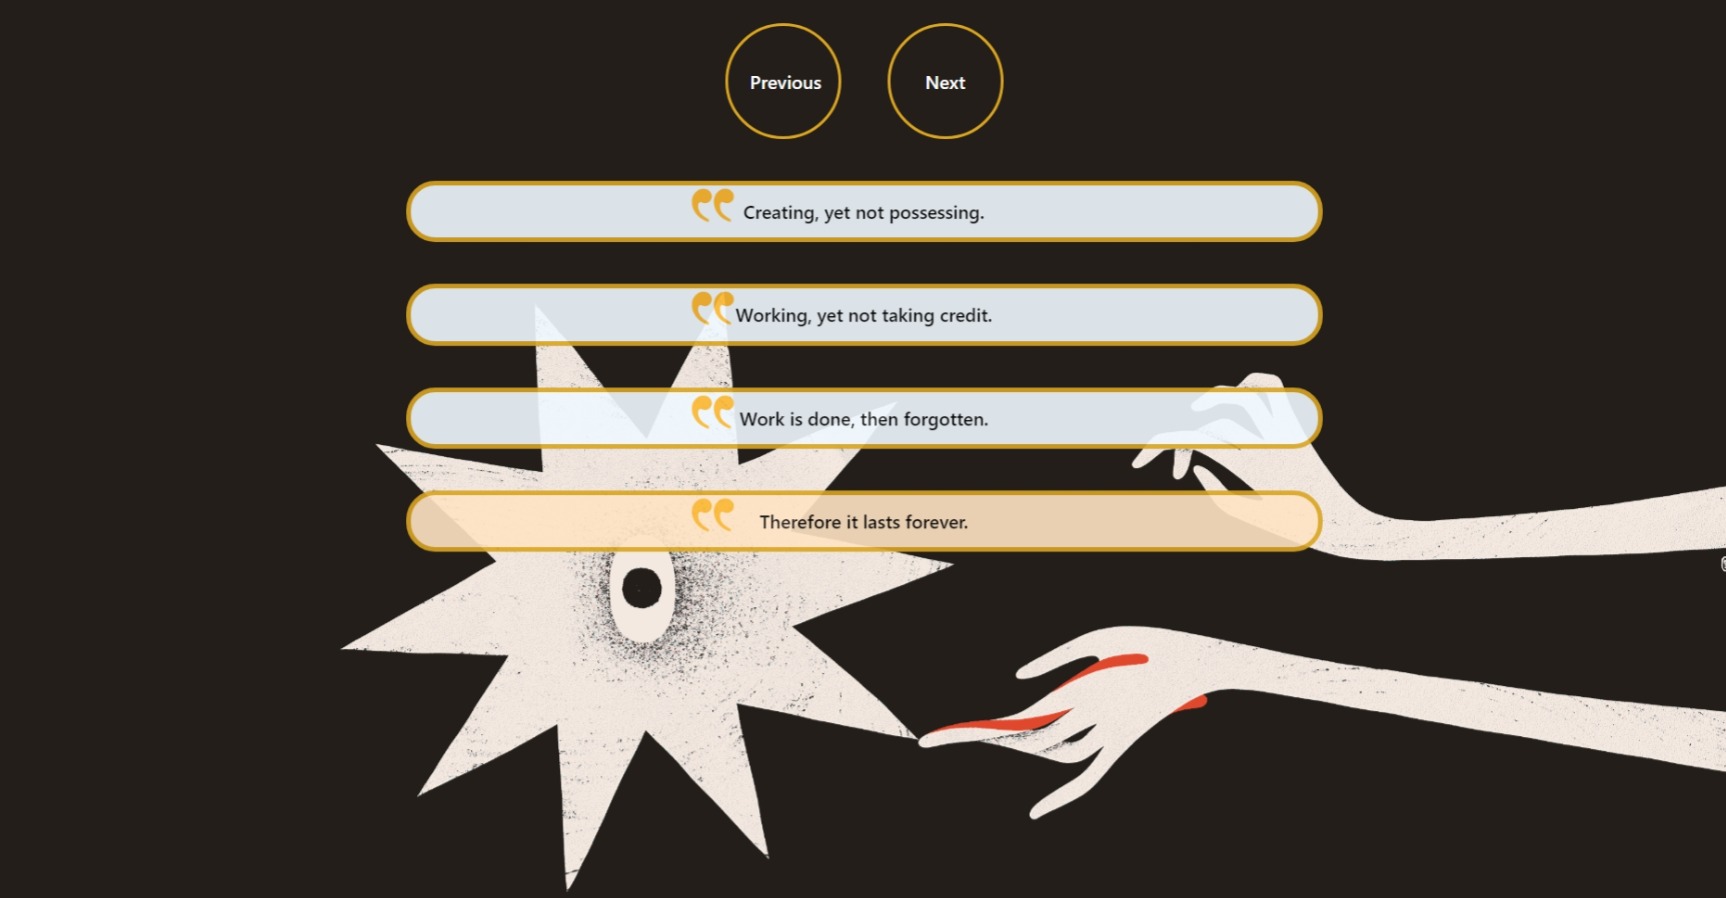 Previous
Next
“ Creating, yet not possessing.
“ Working, yet not taking credit.
“ Work is done, then forgotten.
“ Therefore it lasts forever.